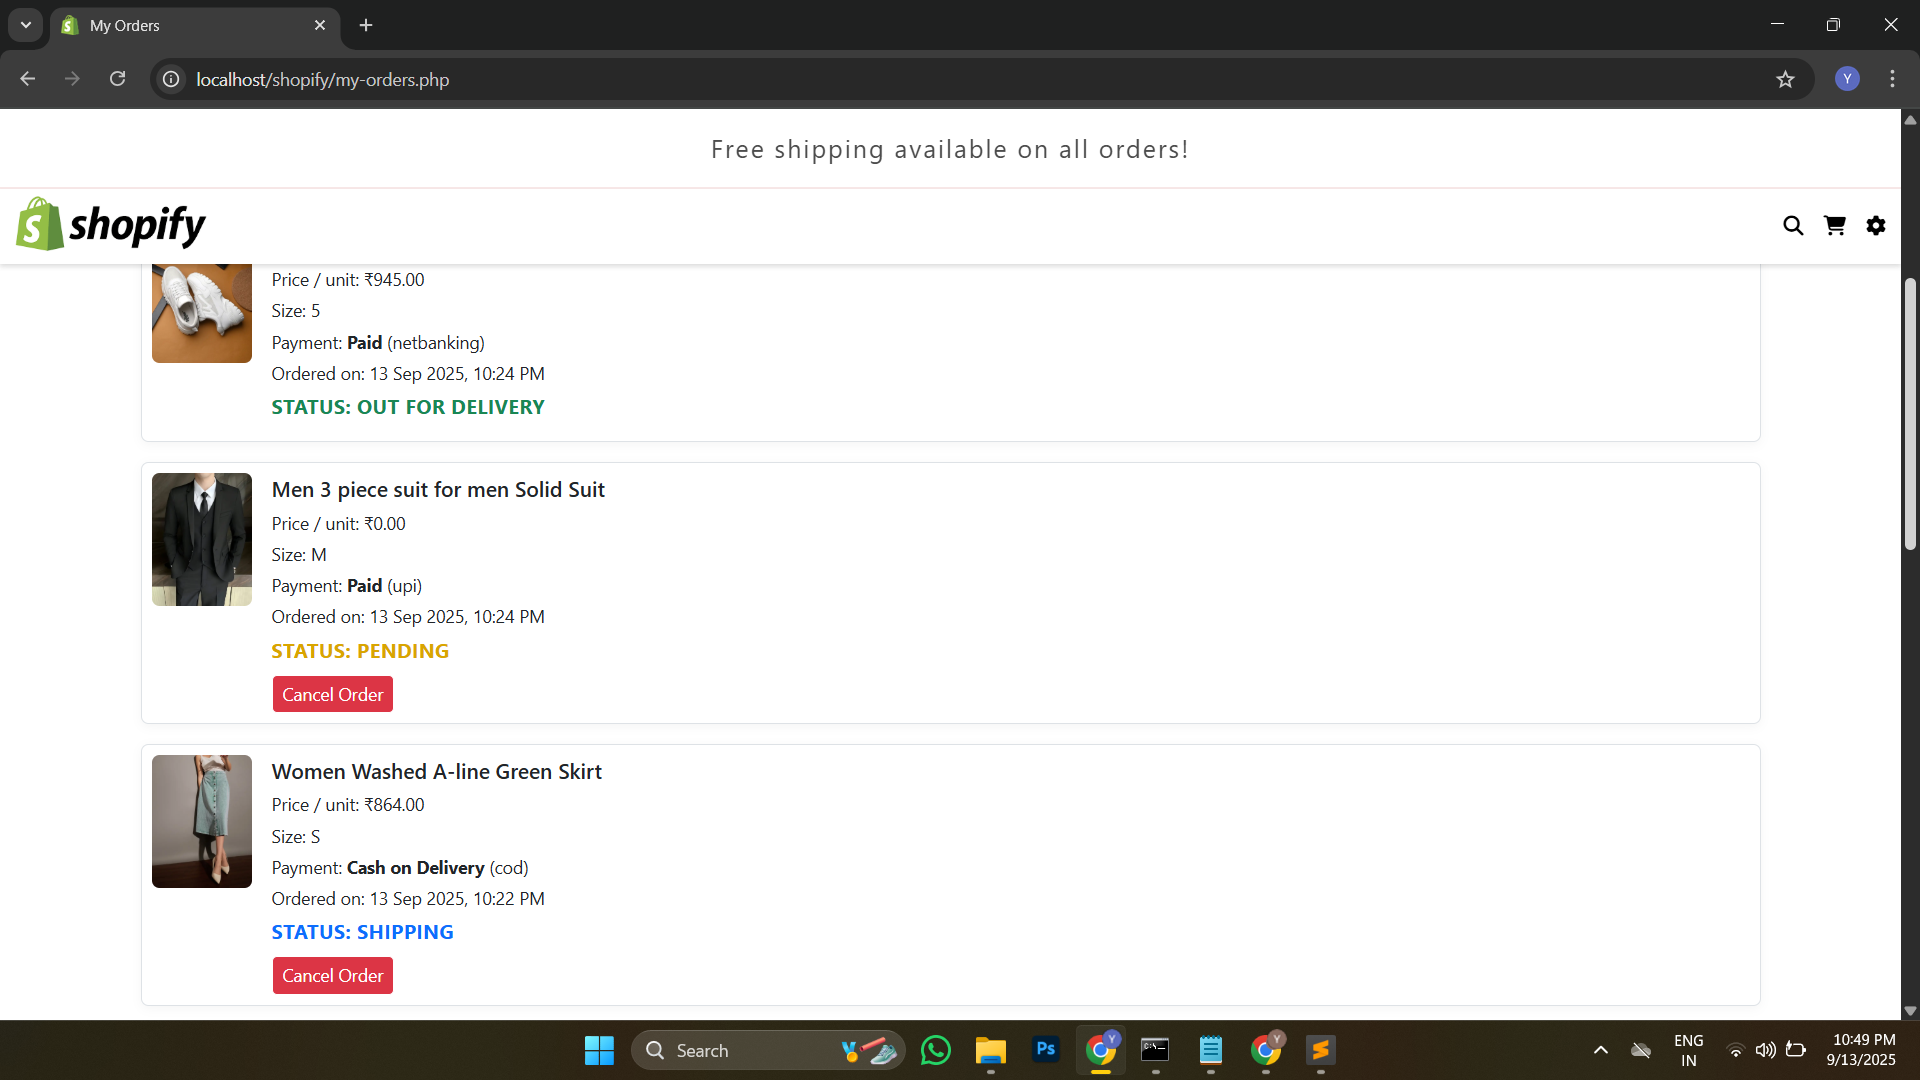 My Orders
localhost/shopify/my-orders.php
Y
Free shipping available on all orders!
shopify
Price / unit: ₹945.00
Size: 5
Payment: Paid (netbanking)
Ordered on: 13 Sep 2025, 10:24 PM
STATUS: OUT FOR DELIVERY
Men 3 piece suit for men Solid Suit
Price / unit: ₹0.00
Size: M
Payment: Paid (upi)
Ordered on: 13 Sep 2025, 10:24 PM
STATUS: PENDING
Cancel Order
Women Washed A-line Green Skirt
Price / unit: ₹864.00
Size: S
Payment: Cash on Delivery (cod)
Ordered on: 13 Sep 2025, 10:22 PM
STATUS: SHIPPING
Cancel Order
Search
Ps
Y
Y
ENG
IN
10:49 PM
9/13/2025